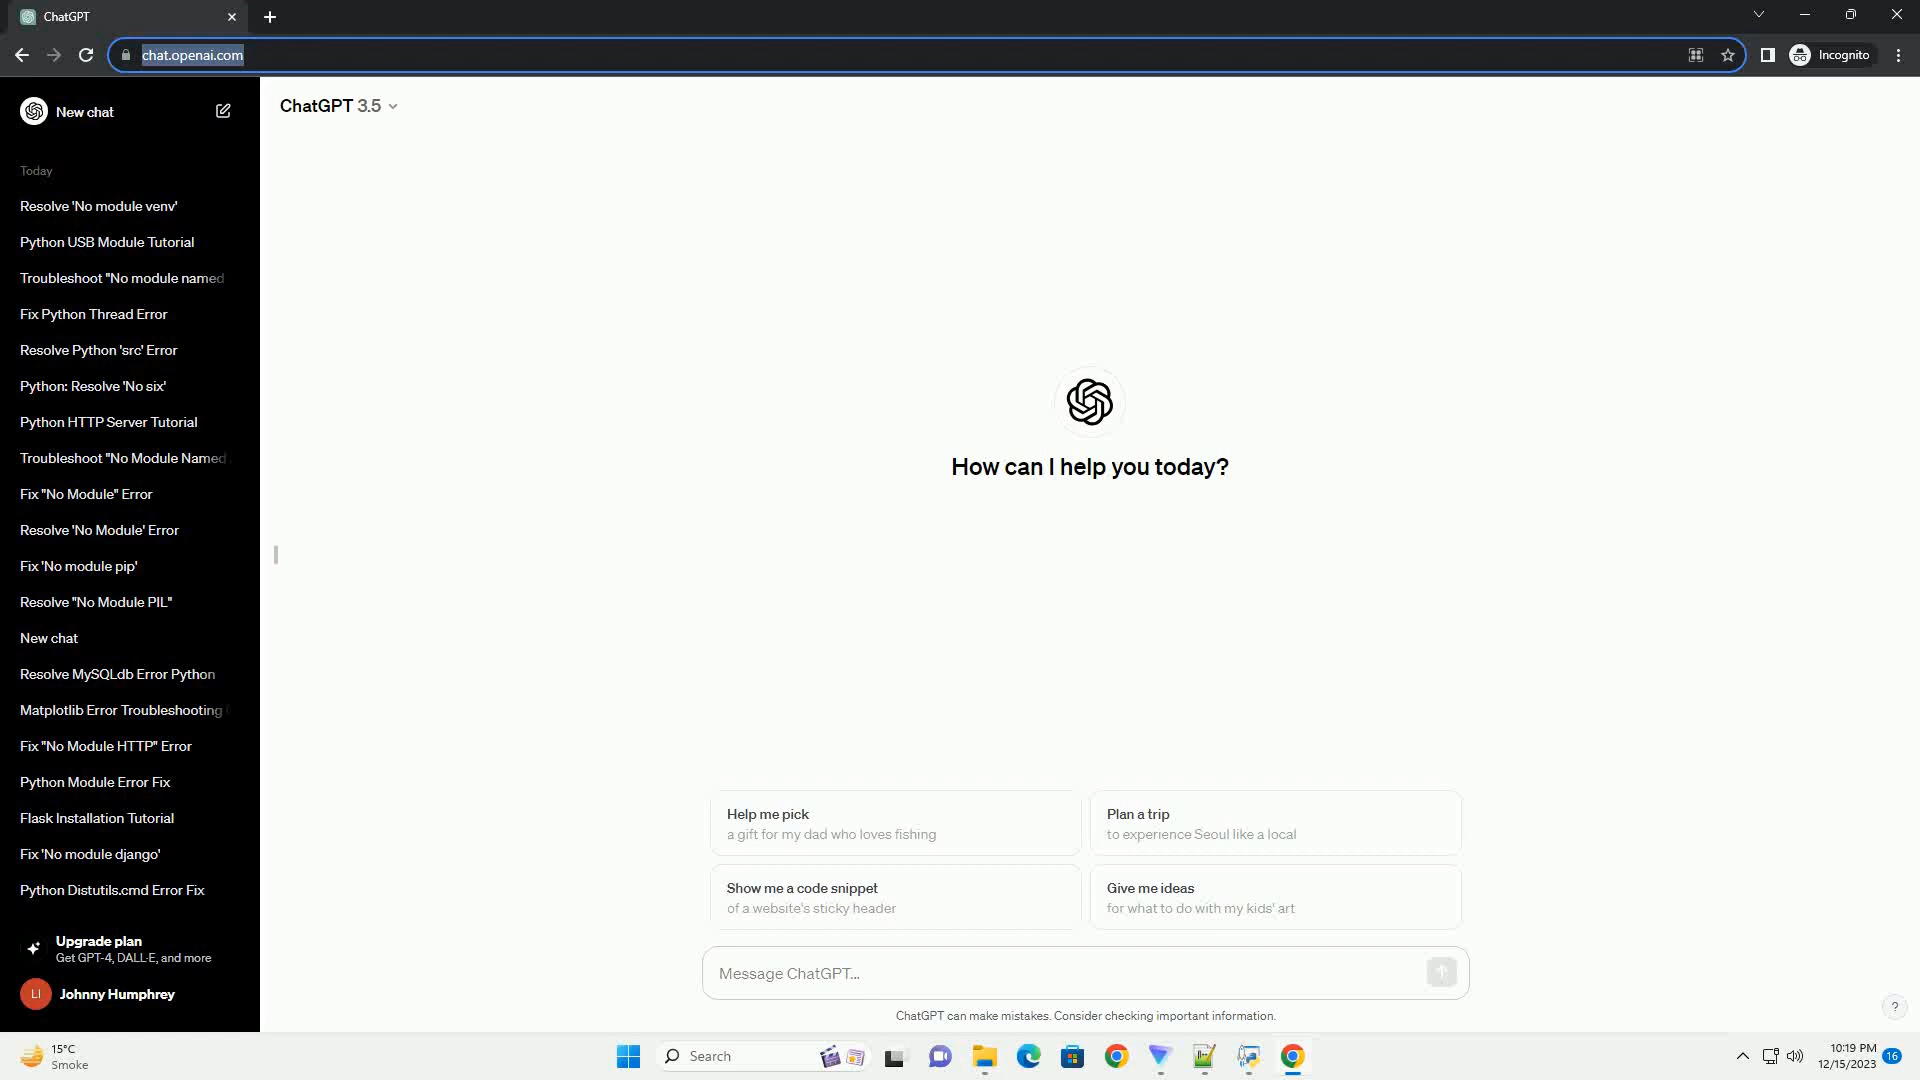 ChatGPT
chat.openai.com
Incognito
New chat
Today
Resolve 'No module venv'
Python USB Module Tutorial
Troubleshoot "No module named
Fix Python Thread Error
Resolve Python 'src' Error
Python: Resolve 'No six'
Python HTTP Server Tutorial
Troubleshoot "No Module Named
Fix "No Module" Error
Resolve 'No Module' Error
Fix 'No module pip'
Resolve "No Module PIL"
New chat
Resolve MySQLdb Error Python
Matplotlib Error Troubleshooting
Fix "No Module HTTP" Error
Python Module Error Fix
Flask Installation Tutorial
Fix 'No module django'
Python Distutils.cmd Error Fix
Upgrade plan
Get GPT-4, DALL·E, and more
LI
Johnny Humphrey
ChatGPT 3.5
How can I help you today?
Help me pick
a gift for my dad who loves fishing
Plan a trip
to experience Seoul like a local
Show me a code snippet
of a website's sticky header
Give me ideas
for what to do with my kids' art
Message ChatGPT...
ChatGPT can make mistakes. Consider checking important information.
?
15°C
Smoke
Search
10:19 PM
12/15/2023
16